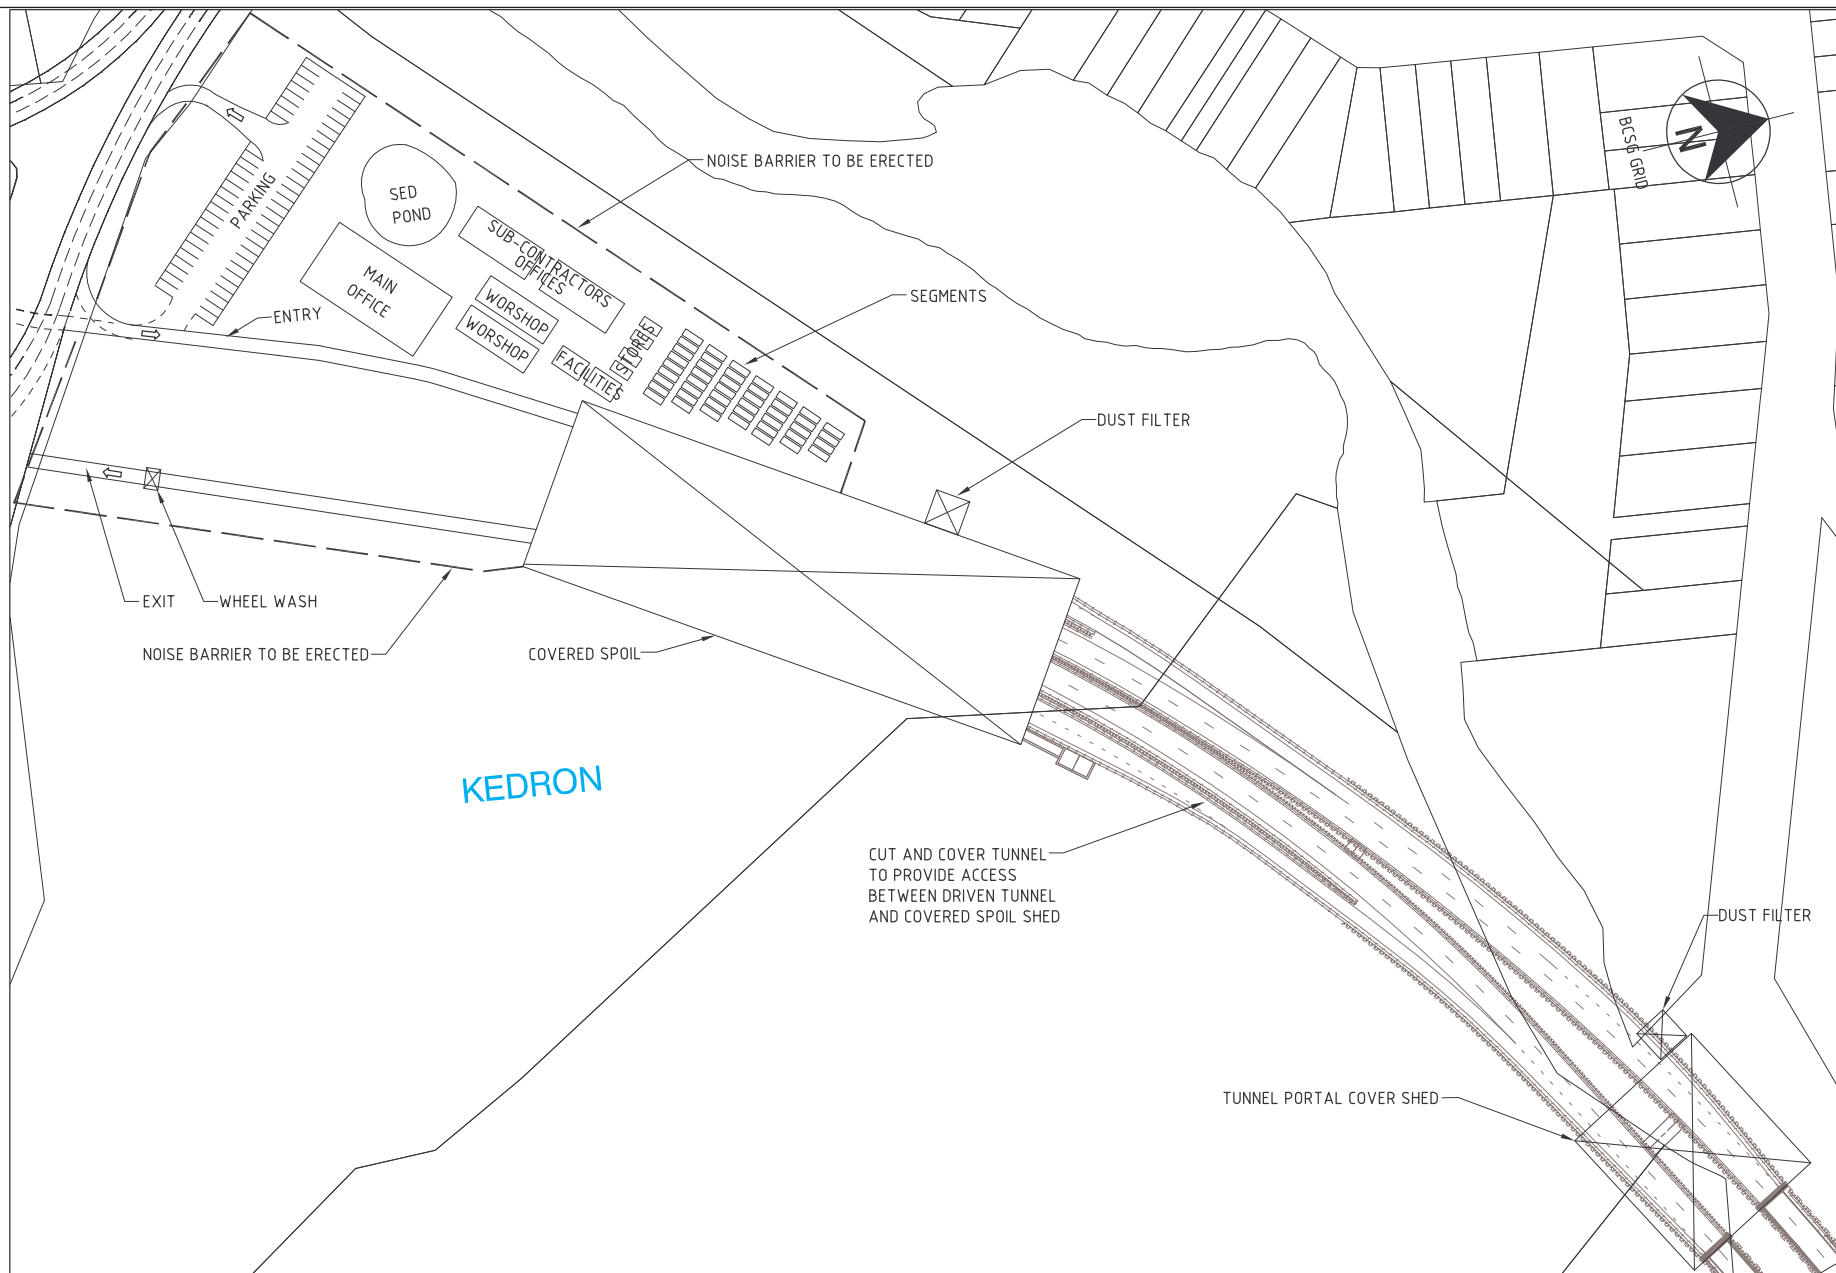 NOISE BARRIER TO BE ERECTED
BCSG GRID
N
SED
POND
PARKING
SUB-CONTRACTORS
OFFICES
MAIN
OFFICE
SEGMENTS
WORSHOP
WORSHOP
ENTRY
STORES
FACILITIES
DUST FILTER
EXIT
WHEEL WASH
NOISE BARRIER TO BE ERECTED
COVERED SPOIL
KEDRON
CUT AND COVER TUNNEL
TO PROVIDE ACCESS
BETWEEN DRIVEN TUNNEL
AND COVERED SPOIL SHED
DUST FILTER
TUNNEL PORTAL COVER SHED